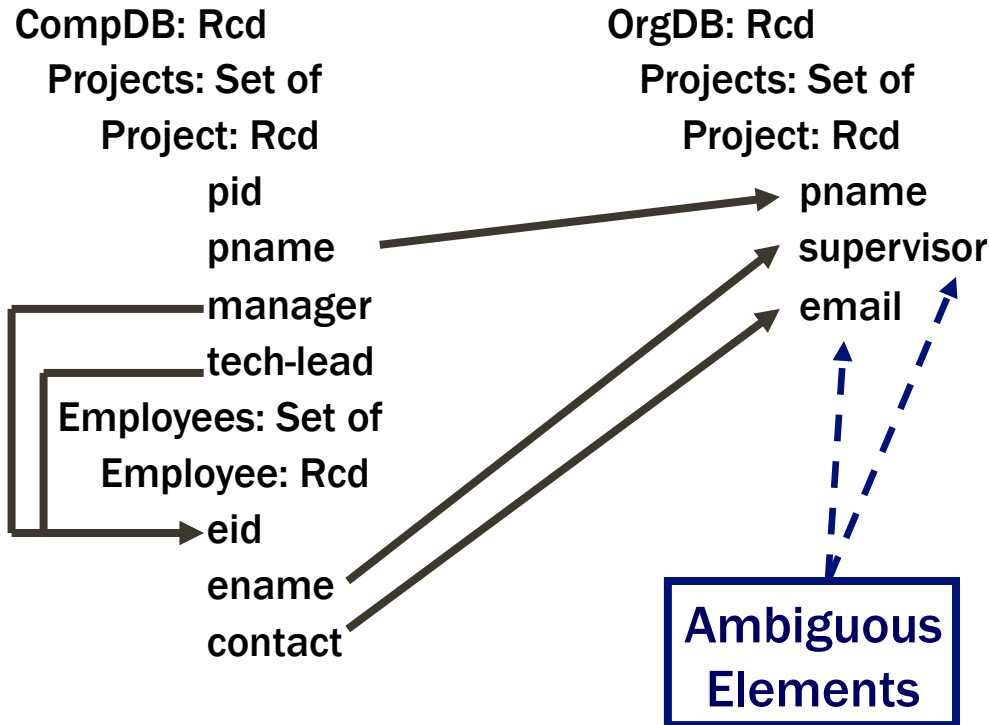 CompDB: Rcd
Projects: Set of
Project: Rcd
pid
pname
manager
tech-lead
Employees: Set of
Employee: Rcd
eid
ename
contact
OrgDB: Rcd
Projects: Set of
Project: Rcd
pname
supervisor
email
Ambiguous
Elements